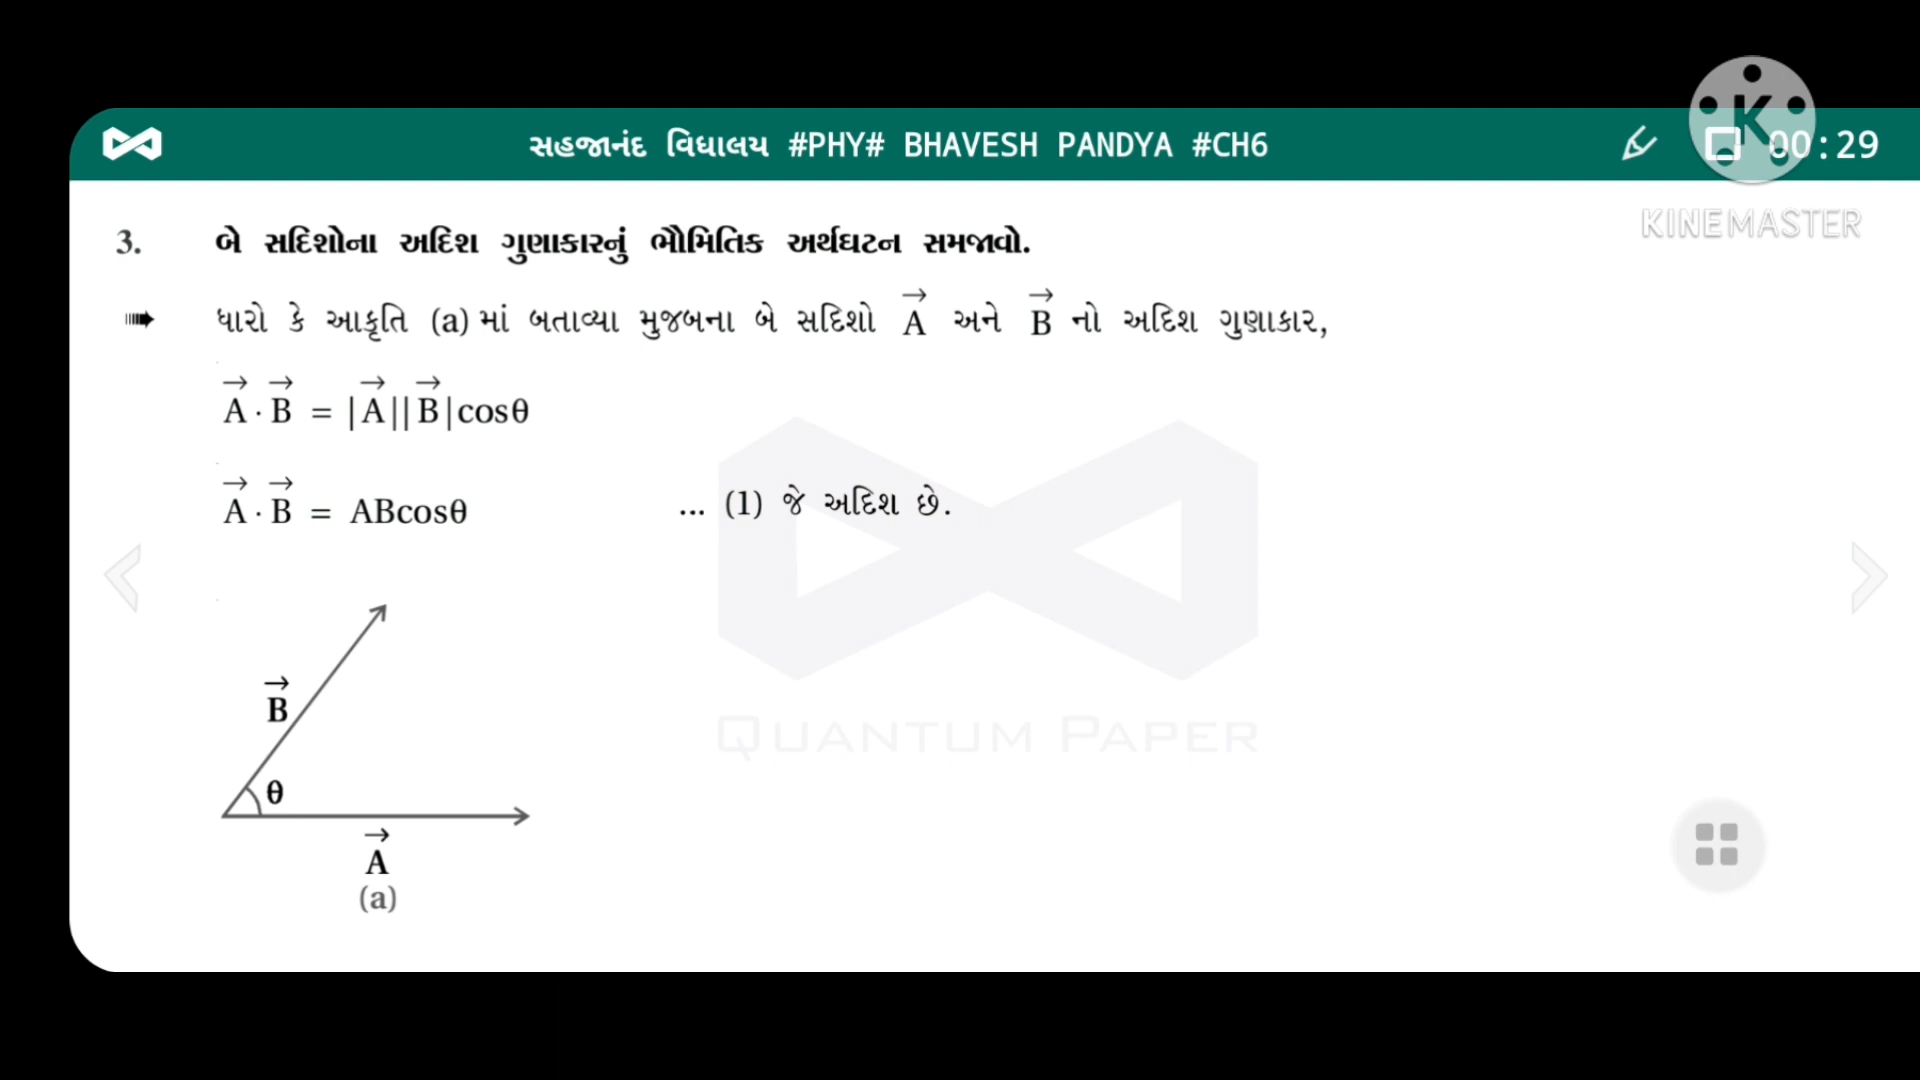 સહજાનંદ વિધાલય #PHY# BHAVESH PANDYA #CH6
00:29
K
KINEMASTER
3. બે સદિશોના અદિશ ગુણાકારનું ભૌમિતિક અર્થઘટન સમજાવો.
➠ ધારો કે આકૃતિ (a) માં બતાવ્યા મુજબના બે સદિશો A⃗ અને B⃗ નો અદિશ ગુણાકાર,
A⃗ · B⃗ = |A⃗||B⃗|cosθ
A⃗ · B⃗ = ABcosθ ... (1) જે અદિશ છે.
B⃗
θ
A⃗
(a)
QUANTUM PAPER